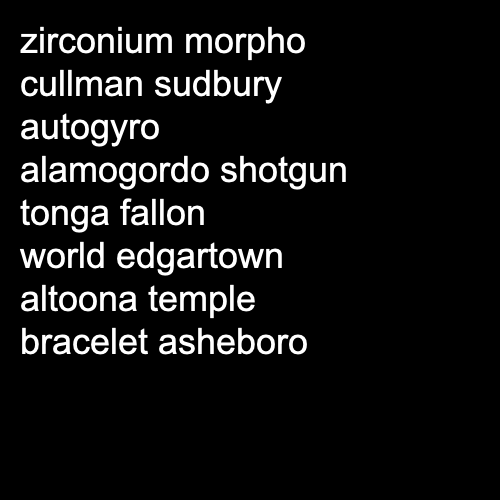 zirconium morpho
cullman sudbury
autogyro
alamogordo shotgun
tonga fallon
world edgartown
altoona temple
bracelet asheboro